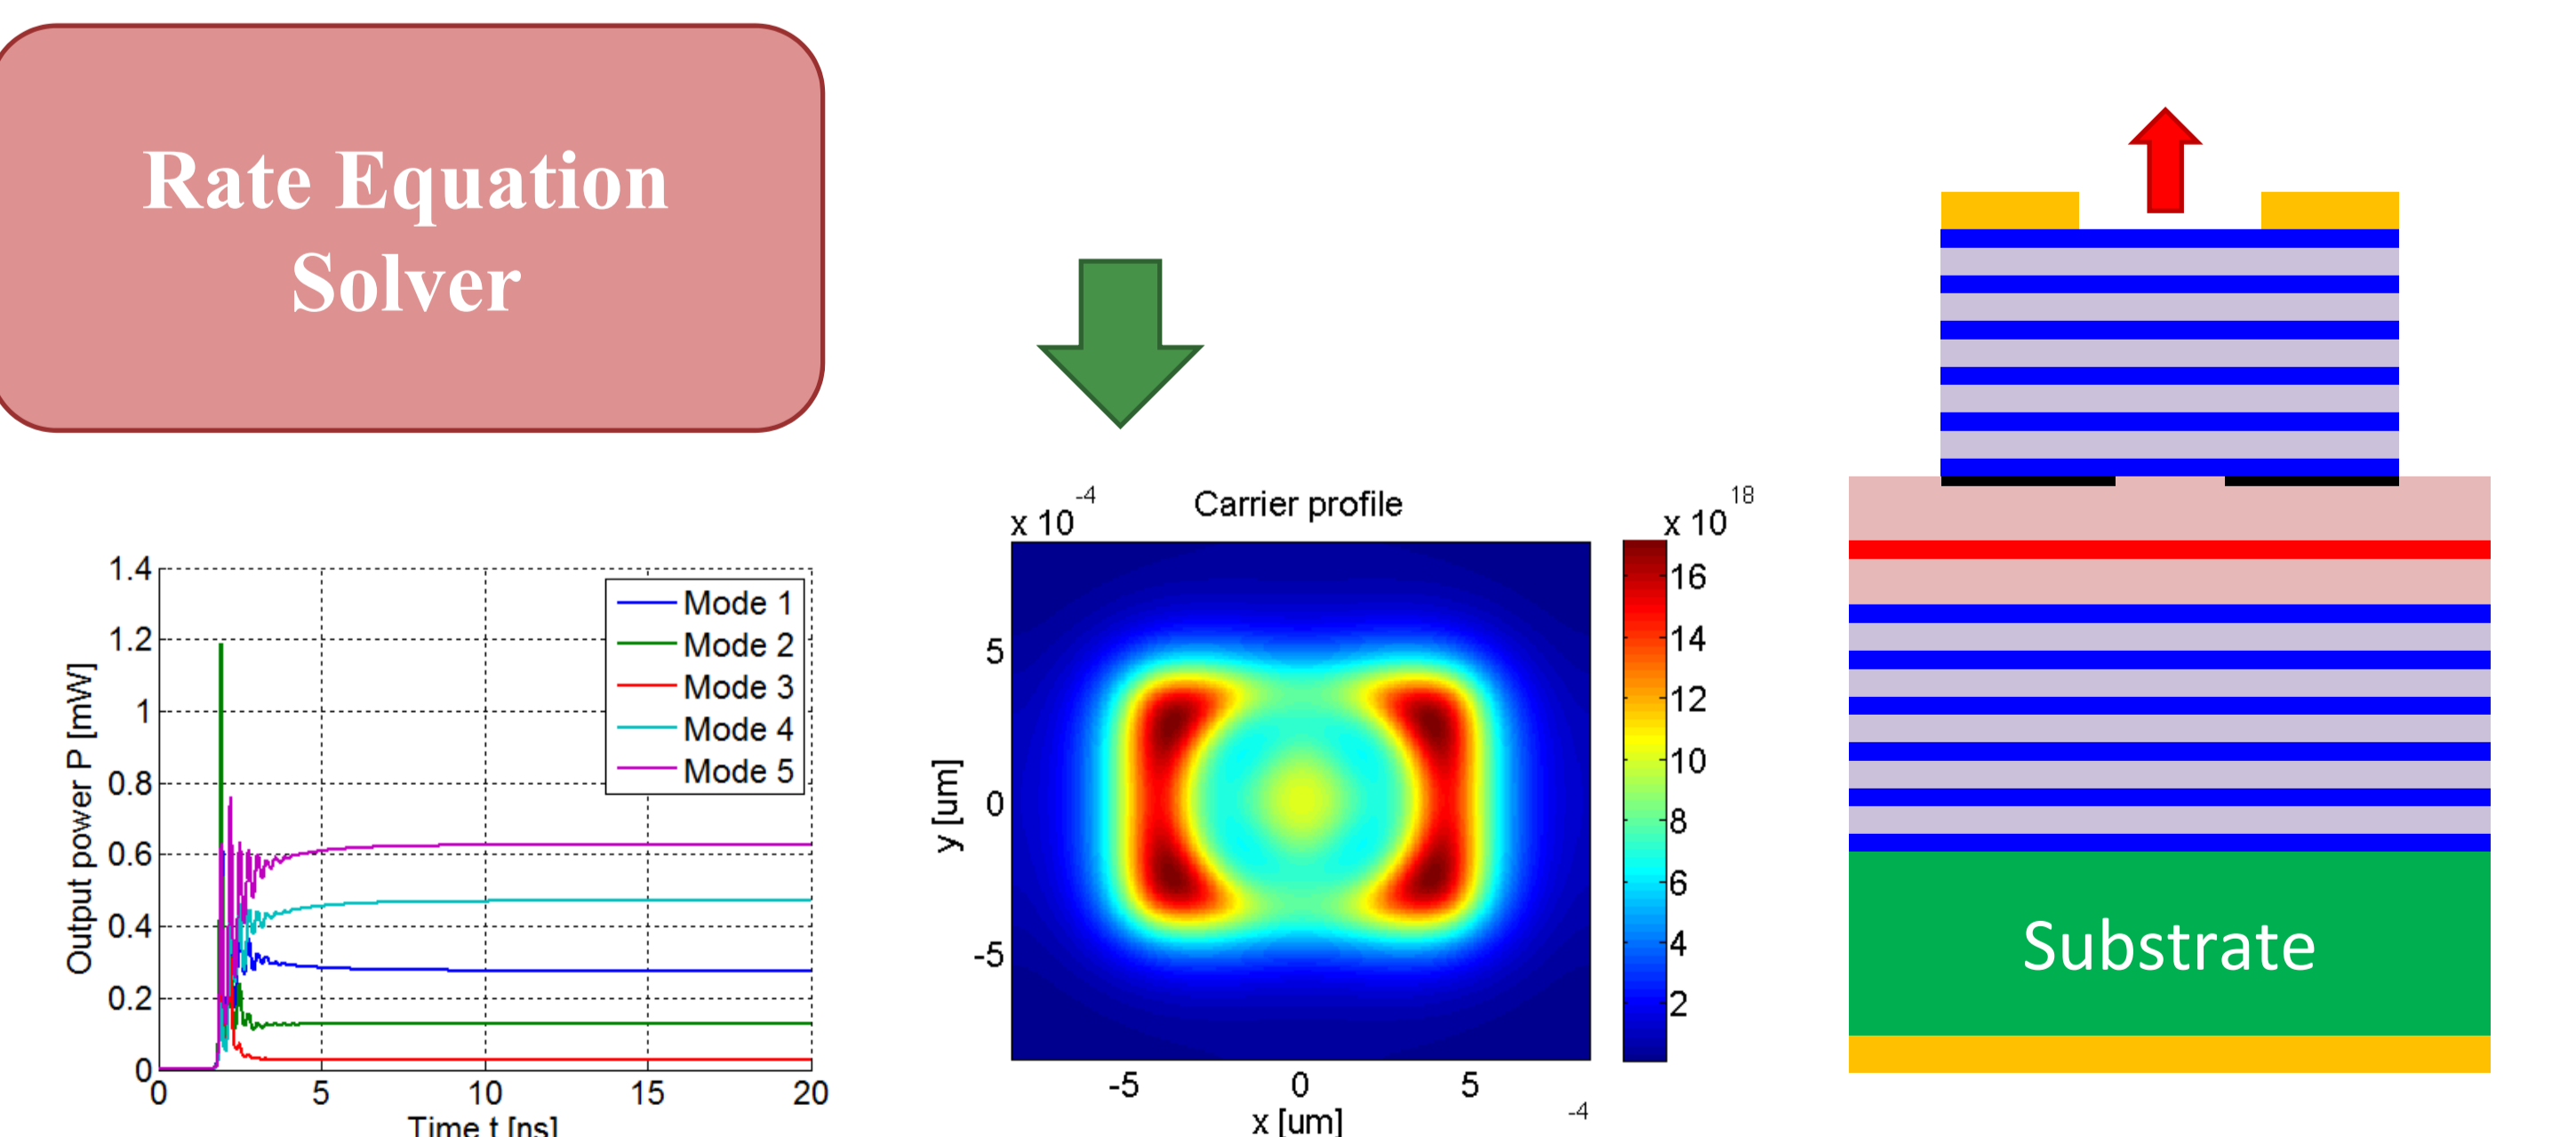 Rate Equation
Solver
1.4
1.2
1
0.8
0.6
0.4
0.2
0
Output power P [mW]
Mode 1
Mode 2
Mode 3
Mode 4
Mode 5
0 5 10 15 20
Time t [ns]
x 10 -4
Carrier profile
x 10 18
5
0
-5
y [um]
-5 0 5
x [um]
-4
16
14
12
10
8
6
4
2
Substrate